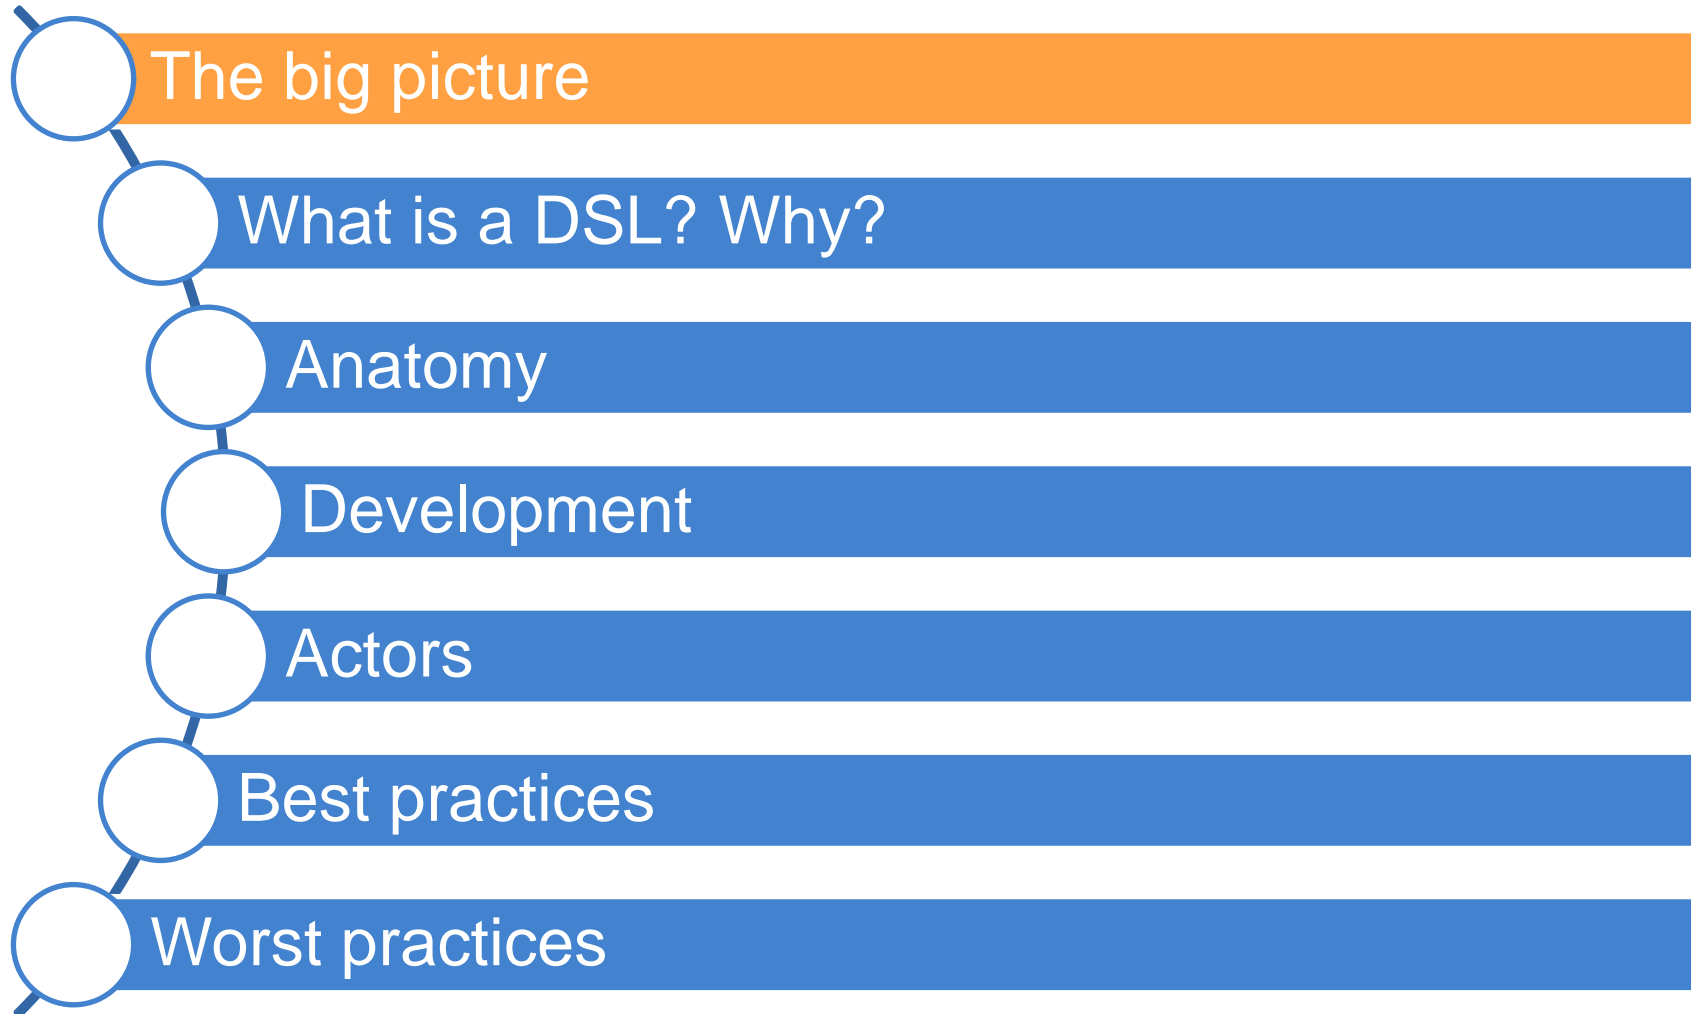 The big picture
What is a DSL? Why?
Anatomy
Development
Actors
Best practices
Worst practices